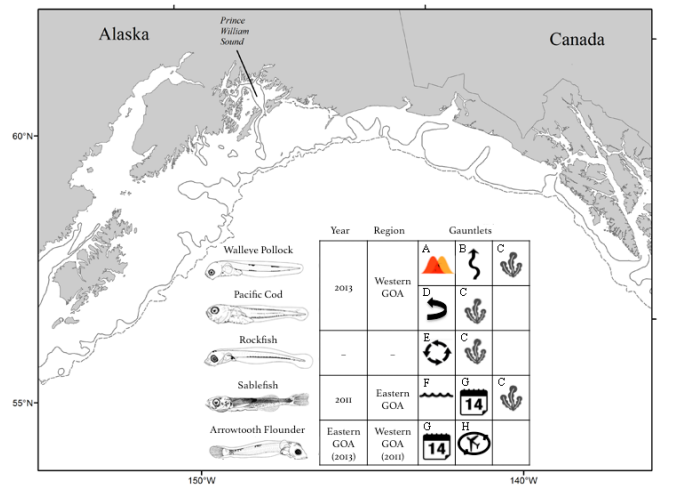 Alaska
Prince
William
Sound
Canada
60°N
55°N
150°W
140°W
Year
Region
Gauntlets
Walleye Pollock
Pacific Cod
Rockfish
Sablefish
Arrowtooth Flounder
2013
Western
GOA
A
B
C
D
C
–
–
E
C
2011
Eastern
GOA
F
G
14
C
Eastern
GOA
(2013)
Western
GOA
(2011)
G
14
H